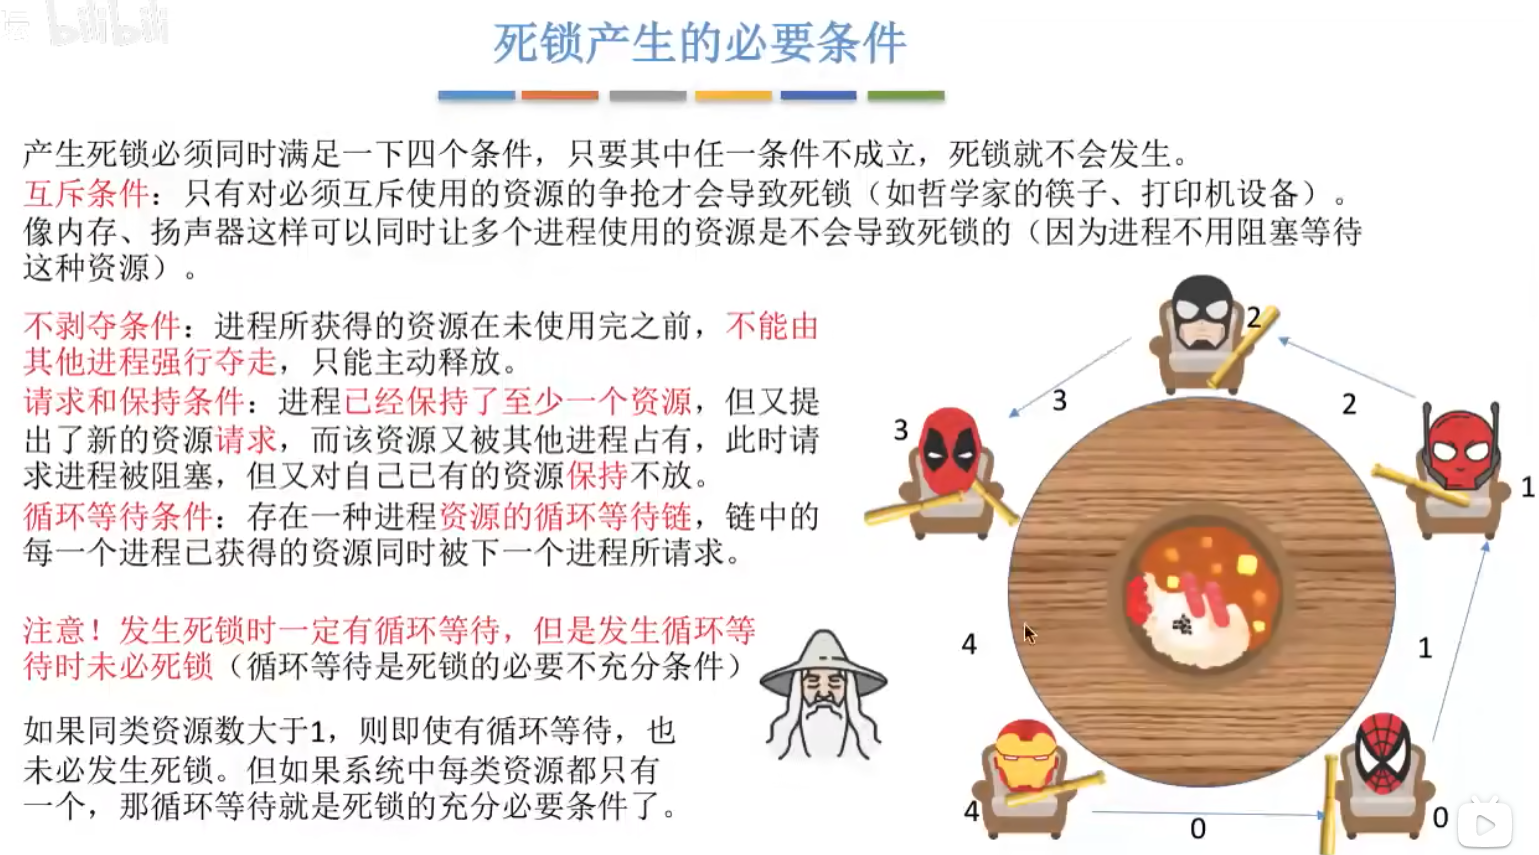 bilibili
死锁产生的必要条件
产生死锁必须同时满足一下四个条件，只要其中任一条件不成立，死锁就不会发生。
互斥条件：只有对必须互斥使用的资源的争抢才会导致死锁（如哲学家的筷子、打印机设备）。
像内存、扬声器这样可以同时让多个进程使用的资源是不会导致死锁的（因为进程不用阻塞等待
这种资源）。
不剥夺条件：进程所获得的资源在未使用完之前，不能由
其他进程强行夺走，只能主动释放。
请求和保持条件：进程已经保持了至少一个资源，但又提
出了新的资源请求，而该资源又被其他进程占有，此时请
求进程被阻塞，但又对自己已有的资源保持不放。
循环等待条件：存在一种进程资源的循环等待链，链中的
每一个进程已获得的资源同时被下一个进程所请求。
注意！发生死锁时一定有循环等待，但是发生循环等
待时未必死锁（循环等待是死锁的必要不充分条件）
如果同类资源数大于1，则即使有循环等待，也
未必发生死锁。但如果系统中每类资源都只有
一个，那循环等待就是死锁的充分必要条件了。
2
3
2
3
1
4
1
4
0
0